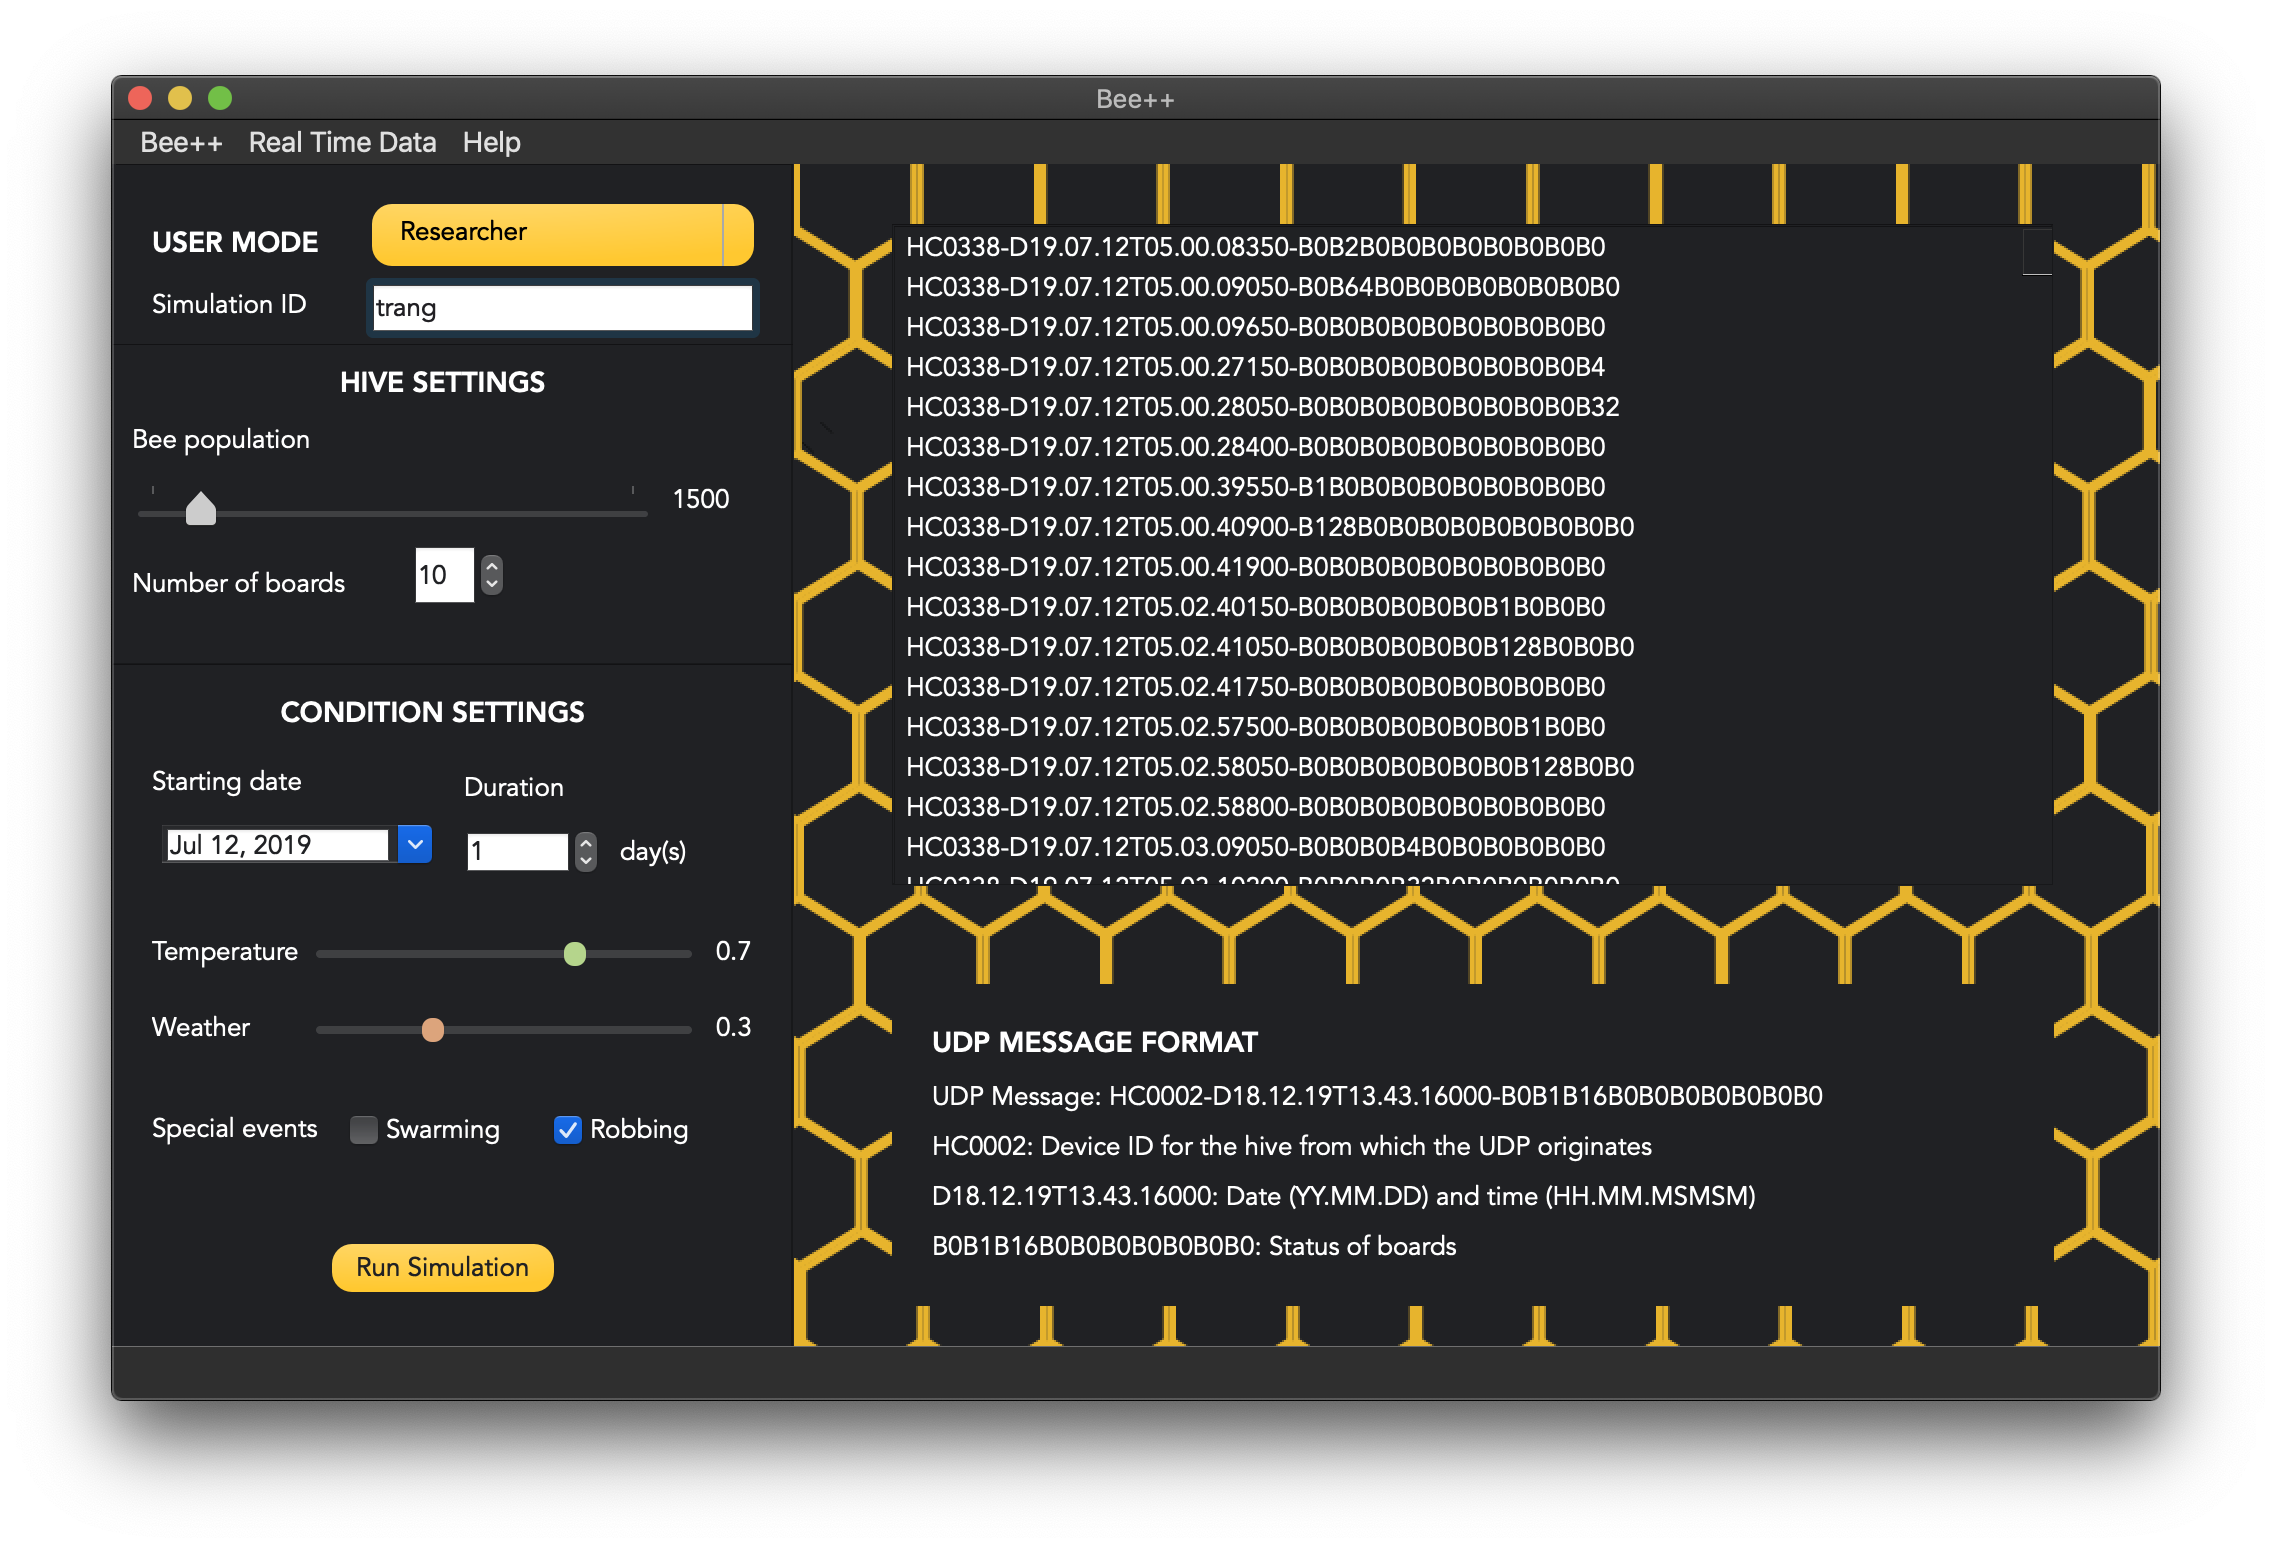 Bee++
Bee++ Real Time Data Help
USER MODE Researcher
Simulation ID trang
HIVE SETTINGS
Bee population
1500
Number of boards 10
CONDITION SETTINGS
Starting date Duration
Jul 12, 2019 1 day(s)
Temperature 0.7
Weather 0.3
Special events Swarming Robbing
Run Simulation
HC0338-D19.07.12T05.00.08350-B0B2B0B0B0B0B0B0B0B0
HC0338-D19.07.12T05.00.09050-B0B64B0B0B0B0B0B0B0B0
HC0338-D19.07.12T05.00.09650-B0B0B0B0B0B0B0B0B0B0
HC0338-D19.07.12T05.00.27150-B0B0B0B0B0B0B0B0B0B4
HC0338-D19.07.12T05.00.28050-B0B0B0B0B0B0B0B0B0B32
HC0338-D19.07.12T05.00.28400-B0B0B0B0B0B0B0B0B0B0
HC0338-D19.07.12T05.00.39550-B1B0B0B0B0B0B0B0B0B0
HC0338-D19.07.12T05.00.40900-B128B0B0B0B0B0B0B0B0B0
HC0338-D19.07.12T05.00.41900-B0B0B0B0B0B0B0B0B0B0
HC0338-D19.07.12T05.02.40150-B0B0B0B0B0B0B1B0B0B0
HC0338-D19.07.12T05.02.41050-B0B0B0B0B0B0B128B0B0B0
HC0338-D19.07.12T05.02.41750-B0B0B0B0B0B0B0B0B0B0
HC0338-D19.07.12T05.02.57500-B0B0B0B0B0B0B0B1B0B0
HC0338-D19.07.12T05.02.58050-B0B0B0B0B0B0B0B128B0B0
HC0338-D19.07.12T05.02.58800-B0B0B0B0B0B0B0B0B0B0
HC0338-D19.07.12T05.03.09050-B0B0B0B4B0B0B0B0B0B0
UDP MESSAGE FORMAT
UDP Message: HC0002-D18.12.19T13.43.16000-B0B1B16B0B0B0B0B0B0B0
HC0002: Device ID for the hive from which the UDP originates
D18.12.19T13.43.16000: Date (YY.MM.DD) and time (HH.MM.MSMSM)
B0B1B16B0B0B0B0B0B0B0: Status of boards